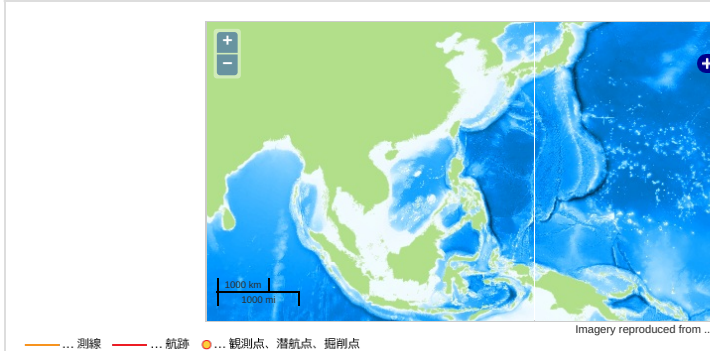 +
−
1000 km
1000 mi
Imagery reproduced from ...
... 測線 ... 航跡 ... 観測点、潜航点、掘削点